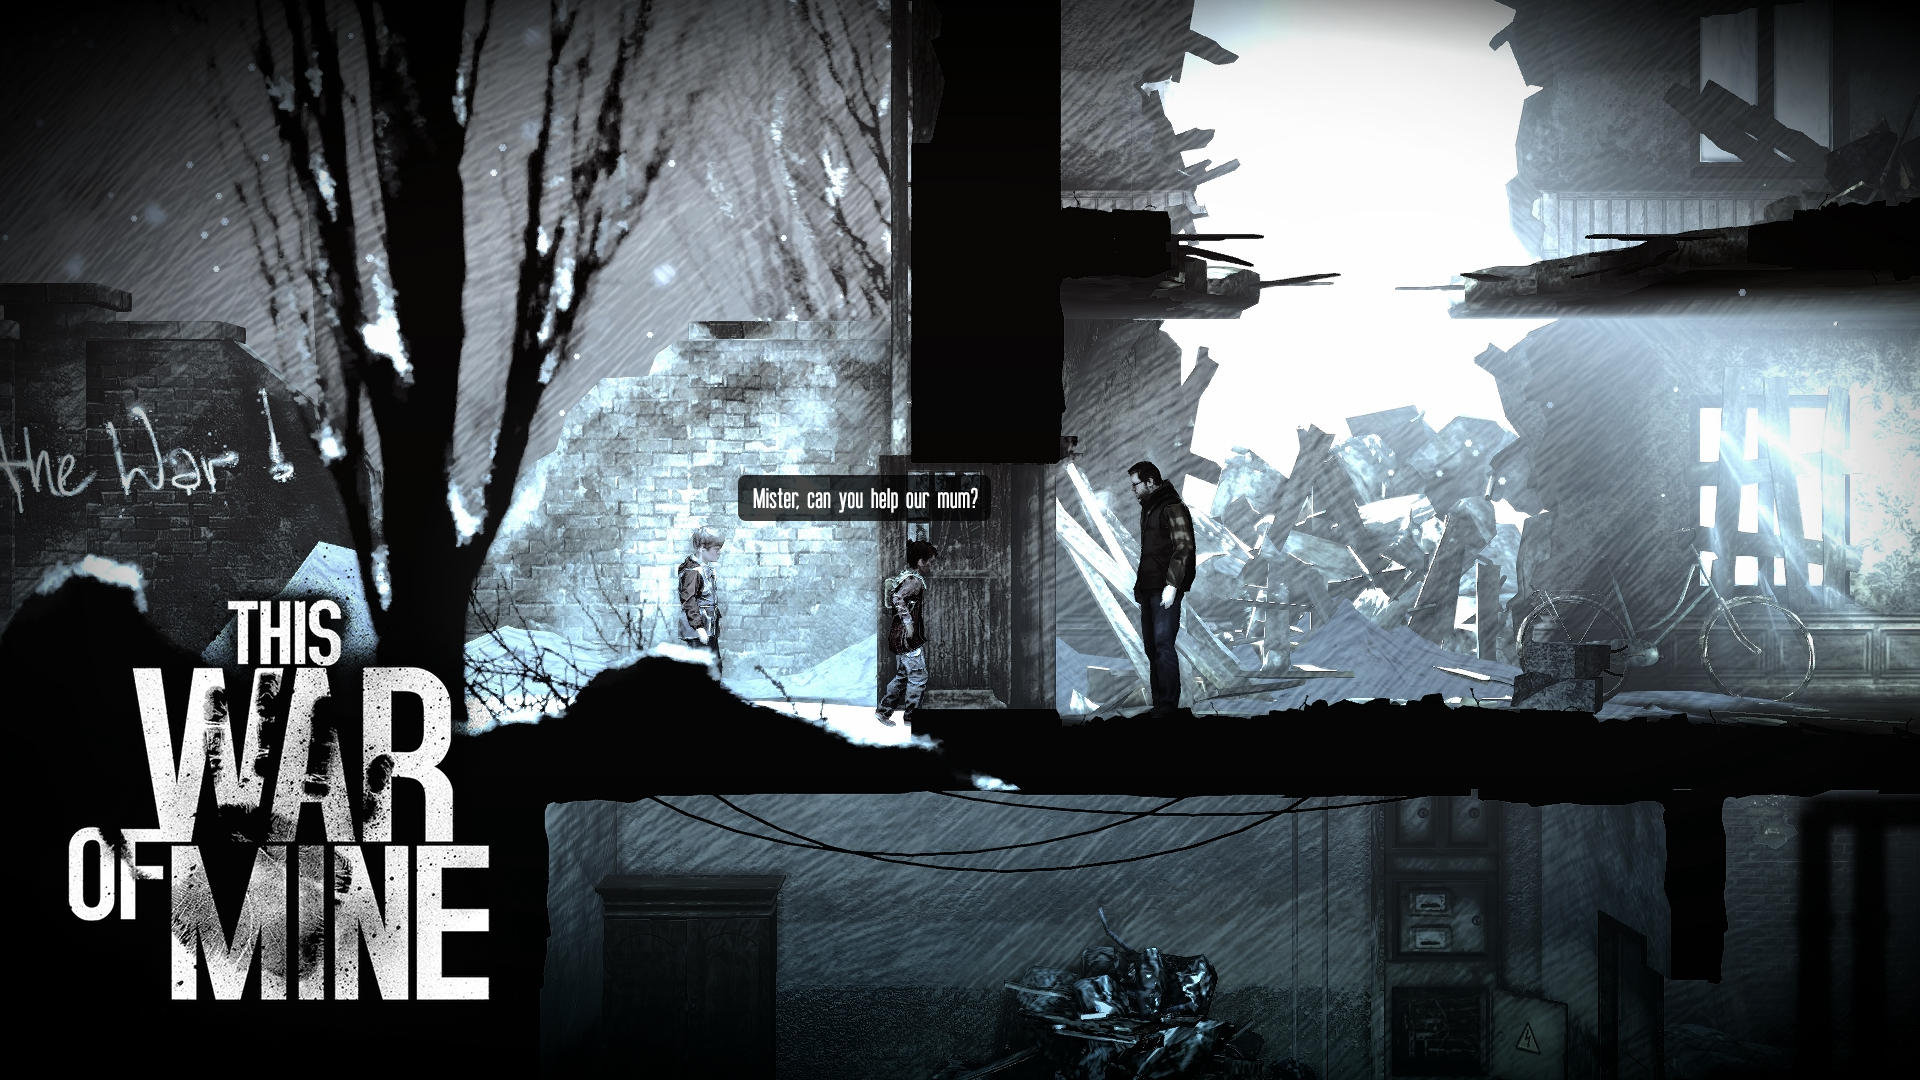 the War !
Mister, can you help our mum?
THIS
WAR
OF MINE